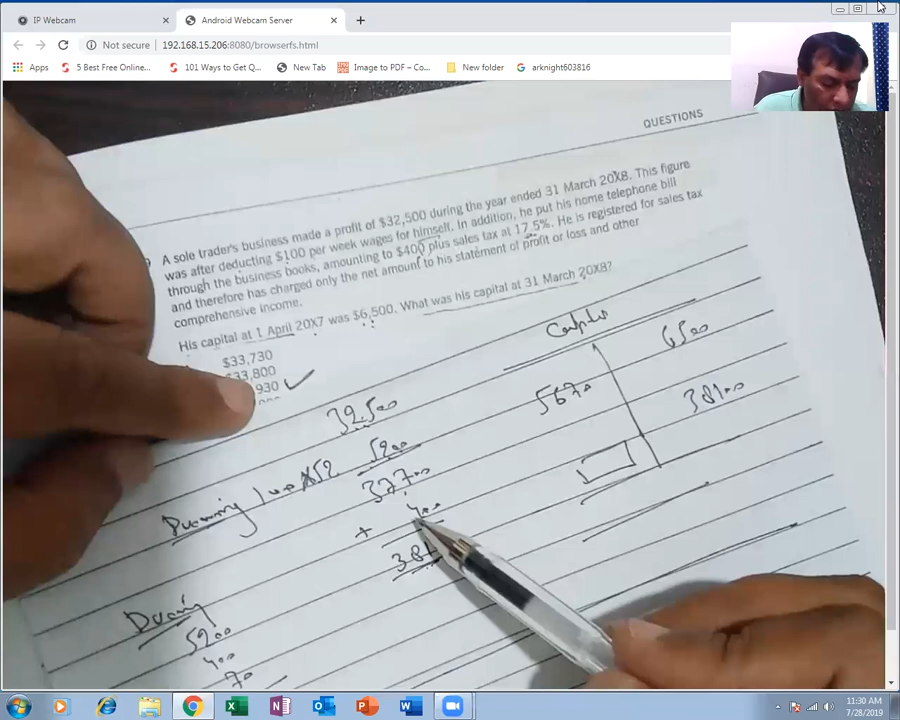 IP Webcam
Android Webcam Server
Not secure 192.168.15.206:8080/browserfs.html
Apps 5 Best Free Online... 101 Ways to Get Q... New Tab Image to PDF – Co... New folder arknight603816
QUESTIONS
A sole trader's business made a profit of $32,500 during the year ended 31 March 20X8. This figure
was after deducting $100 per week wages for himself. In addition, he put his home telephone bill
through the business books, amounting to $400 plus sales tax at 17.5%. He is registered for sales tax
and therefore has charged only the net amount to his statement of profit or loss and other
comprehensive income.
His capital at 1 April 20X7 was $6,500. What was his capital at 31 March 20X8?
$33,730
$33,800
930
Capital
6500
5670
38100
32,500
5200
37700
+ 400
5200
400
70
11:30 AM
7/28/2019